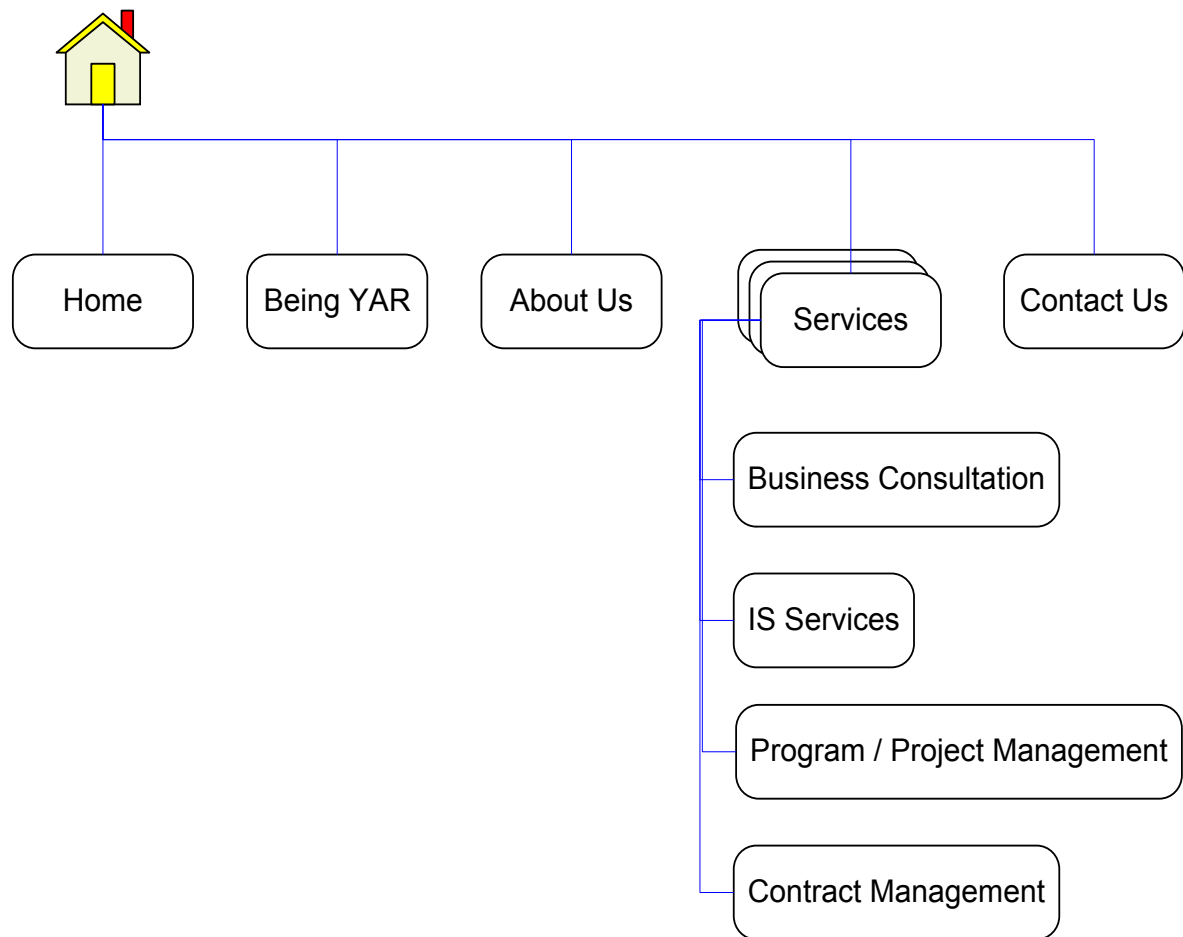 Home
Being YAR
About Us
Services
Contact Us
Business Consultation
IS Services
Program / Project Management
Contract Management